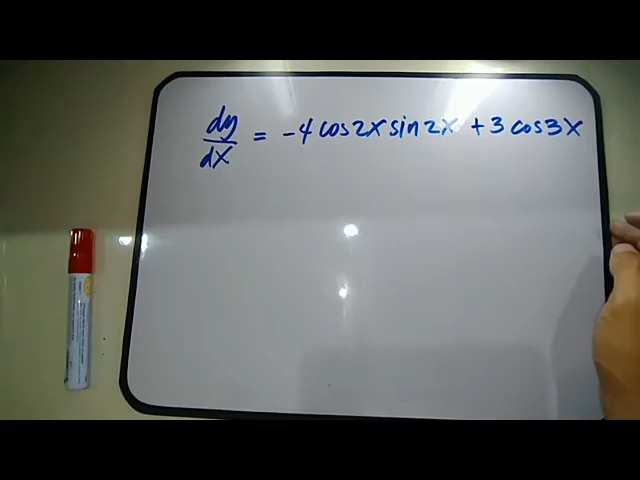 dy/dx = -4 cos2x sin2x + 3 cos3x